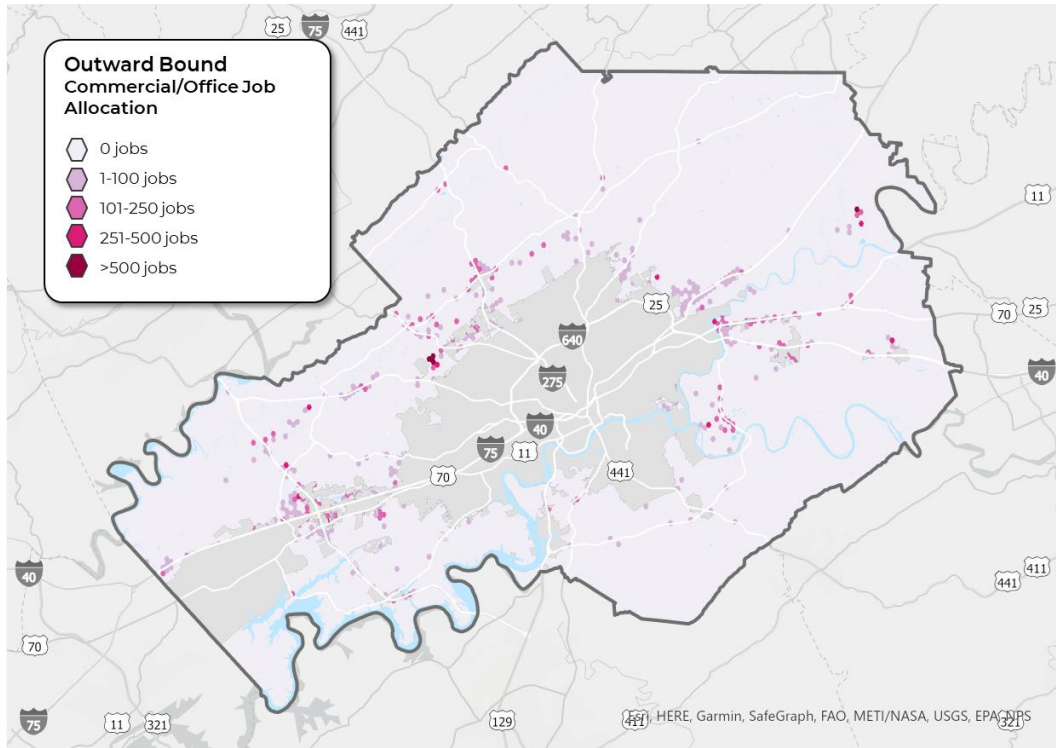 25
75
441
Outward Bound
Commercial/Office Job
Allocation
0 jobs
1-100 jobs
101-250 jobs
251-500 jobs
>500 jobs
11
25
70
25
40
640
275
40
75
11
70
441
40
70
75
11
321
129
411
441
411
321
Esri, HERE, Garmin, SafeGraph, FAO, METI/NASA, USGS, EPA, NPS